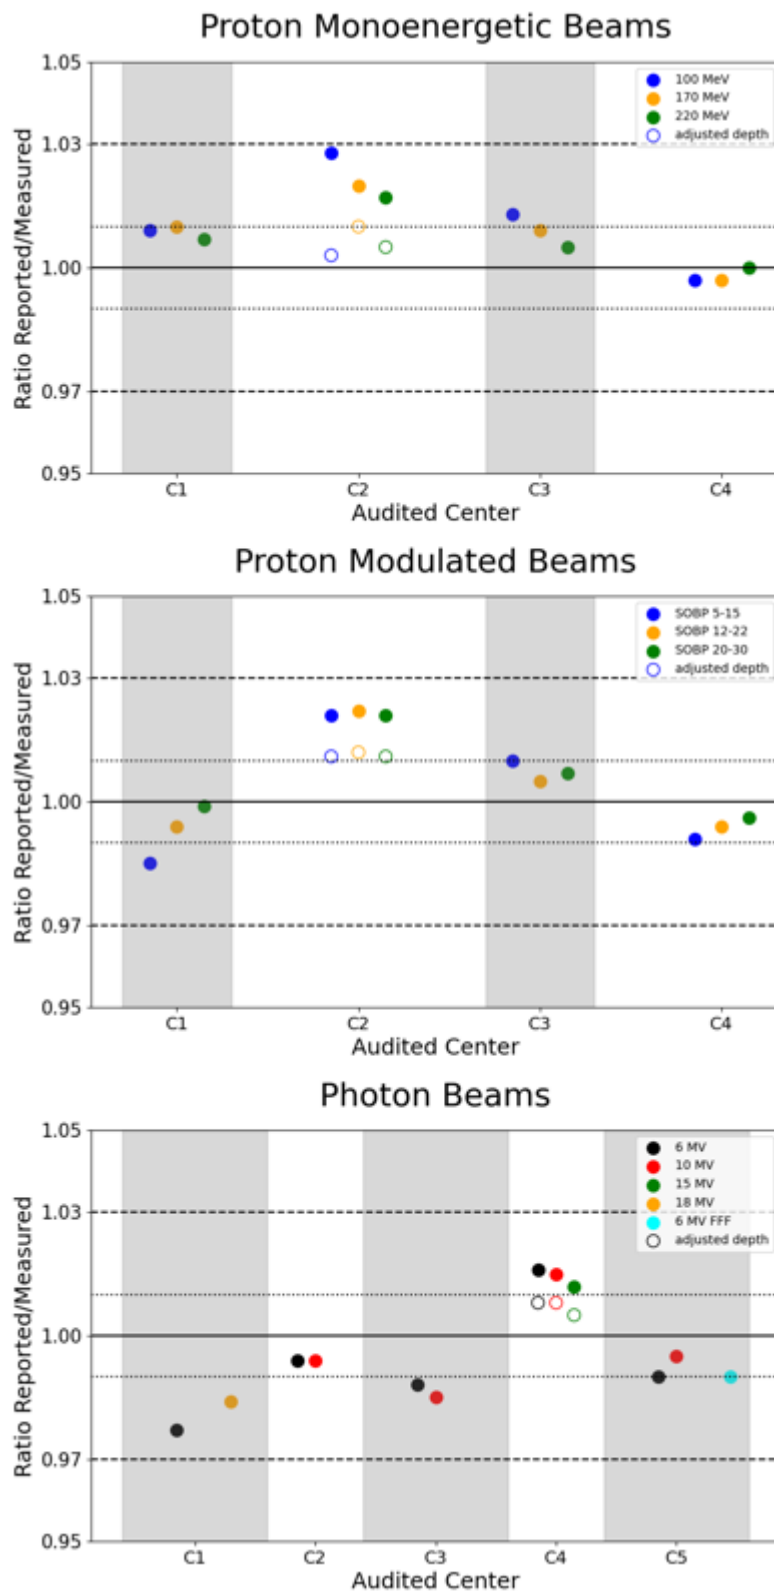 Proton Monoenergetic Beams
Ratio Reported/Measured
1.05
1.03
1.00
0.97
0.95
100 MeV
170 MeV
220 MeV
adjusted depth
C1 C2 C3 C4
Audited Center
Proton Modulated Beams
Ratio Reported/Measured
1.05
1.03
1.00
0.97
0.95
SOBP 5-15
SOBP 12-22
SOBP 20-30
adjusted depth
C1 C2 C3 C4
Audited Center
Photon Beams
Ratio Reported/Measured
1.05
1.03
1.00
0.97
0.95
6 MV
10 MV
15 MV
18 MV
6 MV FFF
adjusted depth
C1 C2 C3 C4 C5
Audited Center